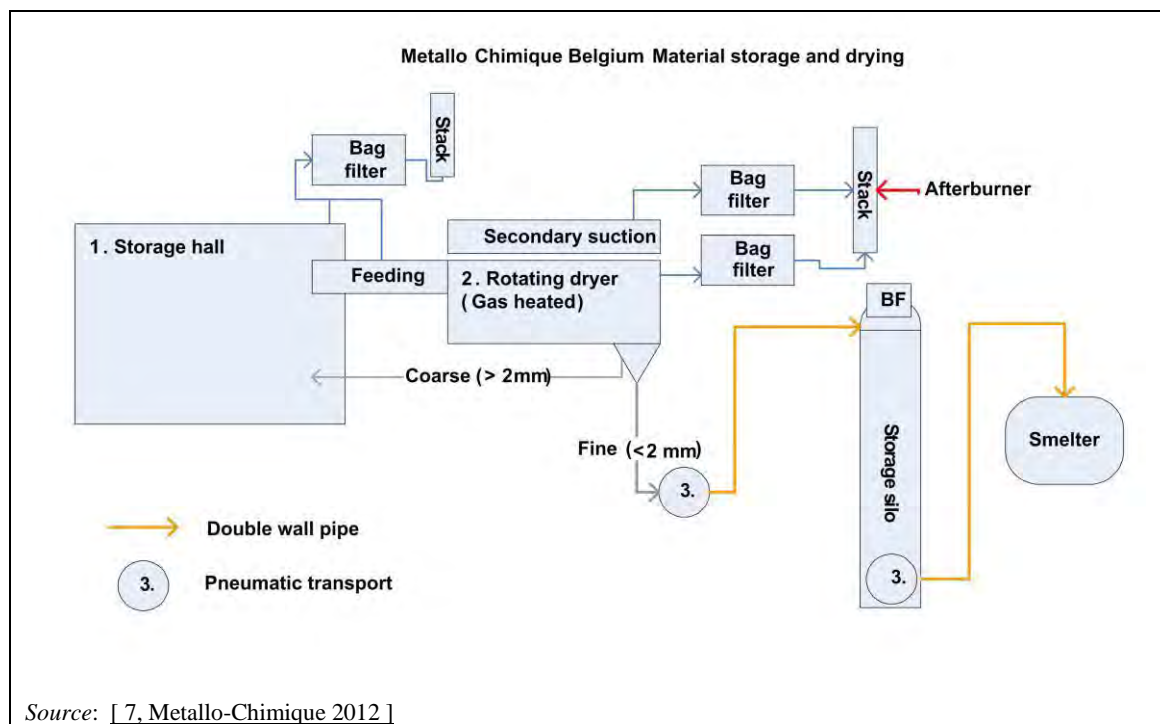 Metallo Chimique Belgium Material storage and drying
Stack
Bag
filter
Bag
filter
Stack
Afterburner
1. Storage hall
Secondary suction
Feeding
2. Rotating dryer
(Gas heated)
Bag
filter
BF
Coarse (> 2mm)
Fine (<2 mm)
3.
Storage silo
Smelter
Double wall pipe
3.
Pneumatic transport
3.
Source: [ 7, Metallo-Chimique 2012 ]